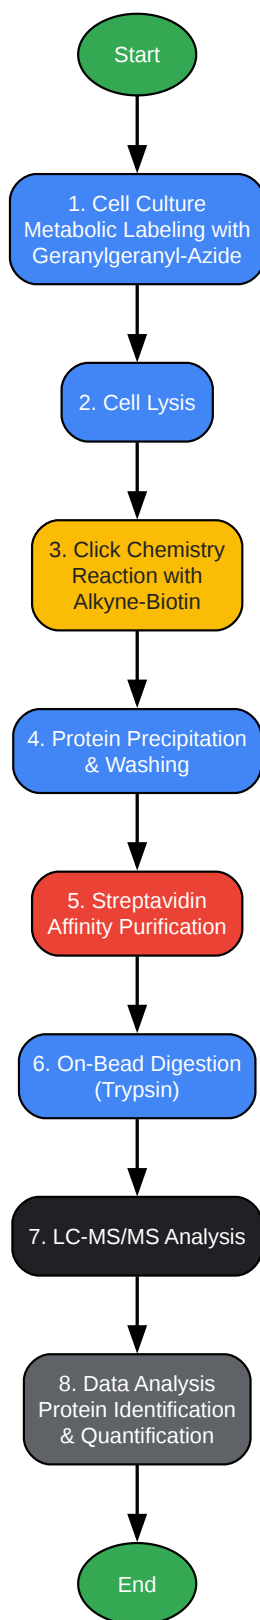 Start
1. Cell Culture
Metabolic Labeling with
Geranylgeranyl-Azide
2. Cell Lysis
3. Click Chemistry
Reaction with
Alkyne-Biotin
4. Protein Precipitation
& Washing
5. Streptavidin
Affinity Purification
6. On-Bead Digestion
(Trypsin)
7. LC-MS/MS Analysis
8. Data Analysis
Protein Identification
& Quantification
End